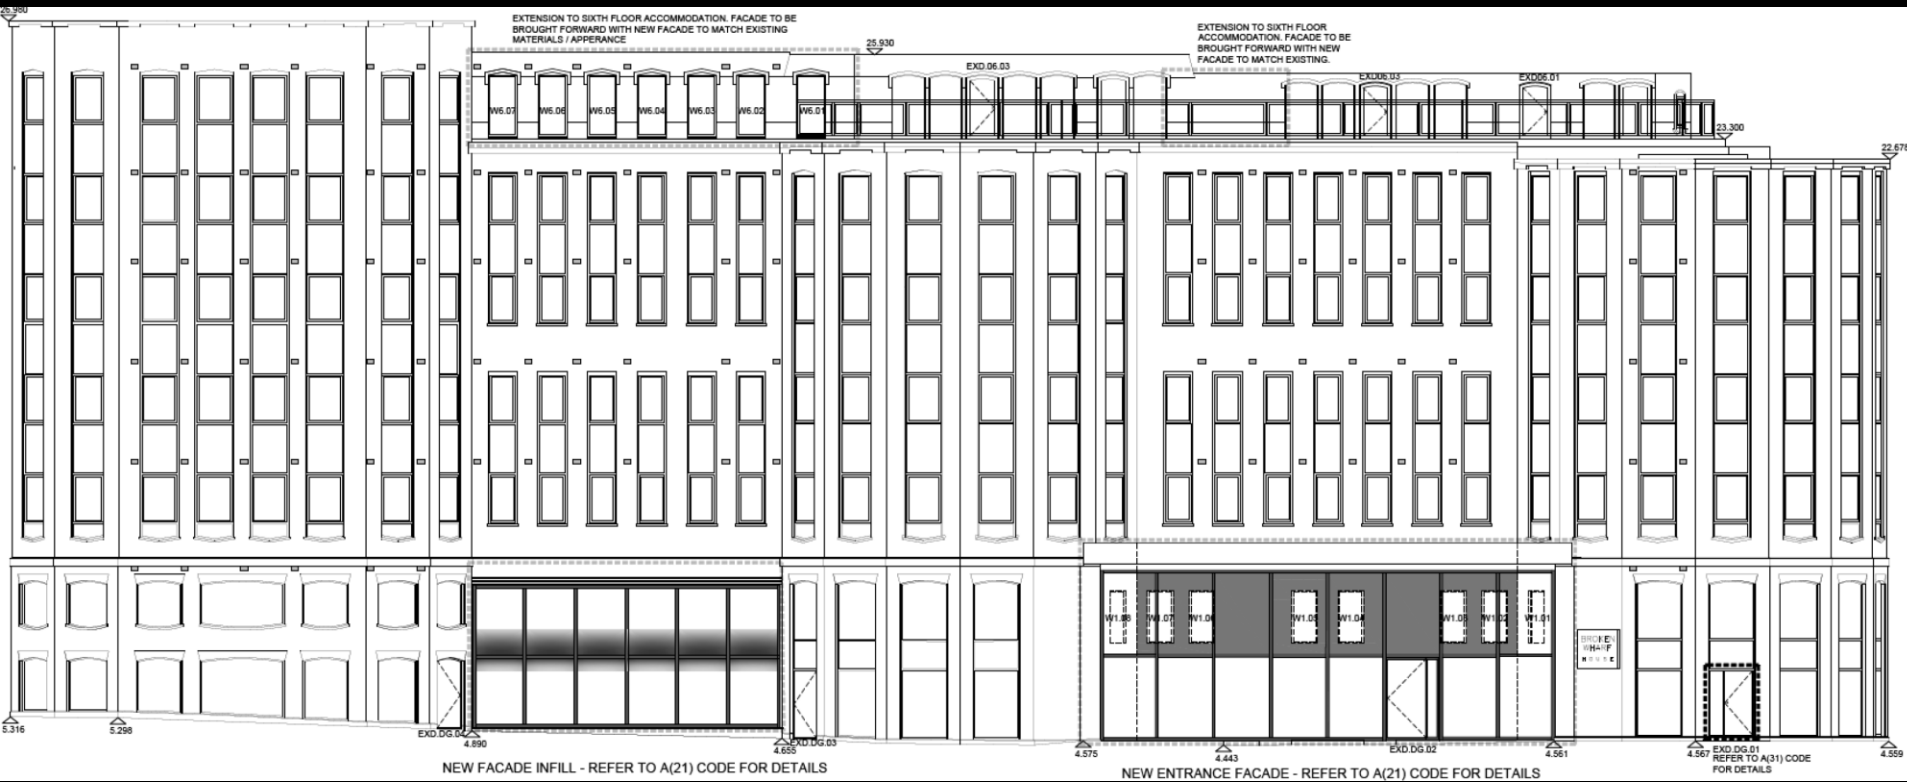 26.980
EXTENSION TO SIXTH FLOOR ACCOMMODATION. FACADE TO BE
BROUGHT FORWARD WITH NEW FACADE TO MATCH EXISTING
MATERIALS / APPERANCE
25.930
EXTENSION TO SIXTH FLOOR
ACCOMMODATION. FACADE TO BE
BROUGHT FORWARD WITH NEW
FACADE TO MATCH EXISTING.
EXD.06.03
EXD06.03
EXD06.01
W6.07
W6.06
W6.05
W6.04
W6.03
W6.02
W6.01
23.300
22.678
W1.07
W1.05
W1.04
W1.02
W1.01
BROKEN
WHARF
HOUSE
5.316
5.298
EXD.DG.04
4.890
4.655
EXD.DG.03
4.575
4.443
EXD.DG.02
4.561
4.567
EXD.DG.01
REFER TO A(31) CODE
FOR DETAILS
4.559
NEW FACADE INFILL - REFER TO A(21) CODE FOR DETAILS
NEW ENTRANCE FACADE - REFER TO A(21) CODE FOR DETAILS